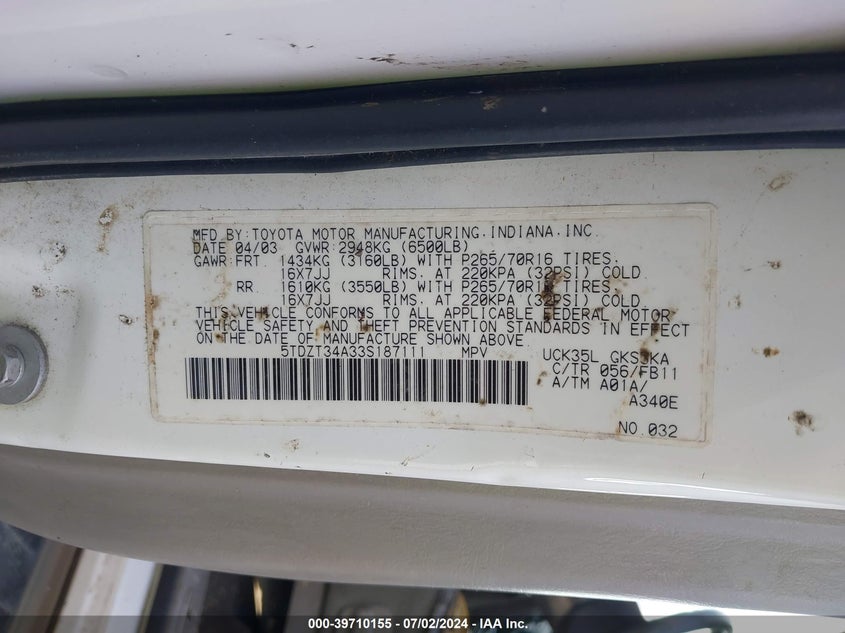 MFD BY:TOYOTA MOTOR MANUFACTURING.INDIANA.INC.
DATE 04/03 GVWR:2948KG (6500LB)
GAWR:FRT. 1434KG (3160LB) WITH P265/70R16 TIRES.
16X7JJ RIMS. AT 220KPA (32PSI) COLD.
RR. 1610KG (3550LB) WITH P265/70R16 TIRES.
16X7JJ RIMS. AT 220KPA (32PSI) COLD.
THIS VEHICLE CONFORMS TO ALL APPLICABLE FEDERAL MOTOR
VEHICLE SAFETY AND THEFT PREVENTION STANDARDS IN EFFECT
ON THE DATE OF MANUFACTURE SHOWN ABOVE.
5TDZT34A33S187111 MPV UCK35L GKSSKA
C/TR 056/FB11
A/TM A01A/
A340E
NO.032
000-39710155 - 07/02/2024 - IAA Inc.